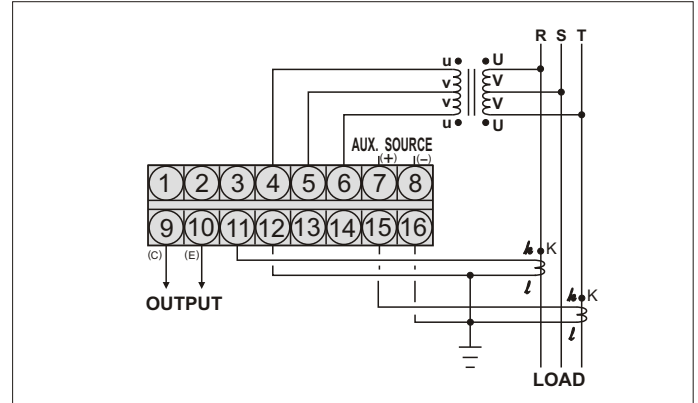 R S T
u U
v V
v V
u U
AUX. SOURCE
(+) (−)
1 2 3 4 5 6 7 8
9 10 11 12 13 14 15 16
(C) (E)
k K
l
k K
l
OUTPUT
LOAD